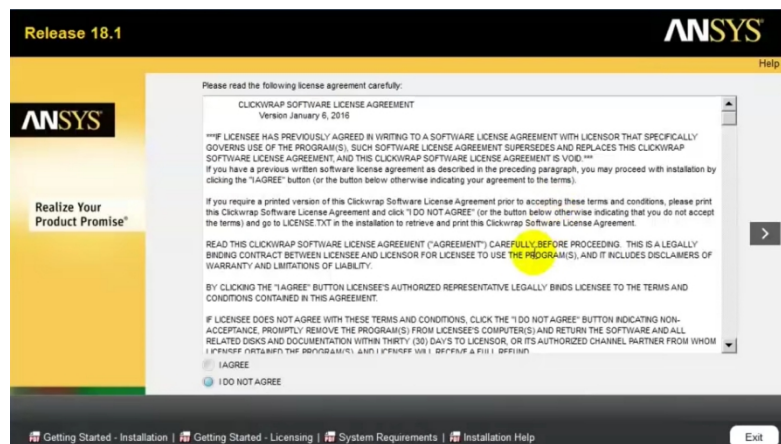 Release 18.1
ANSYS
Help
Please read the following license agreement carefully:
CLICKWRAP SOFTWARE LICENSE AGREEMENT
Version January 6, 2016
***IF LICENSEE HAS PREVIOUSLY AGREED IN WRITING TO A SOFTWARE LICENSE AGREEMENT WITH LICENSOR THAT SPECIFICALLY
GOVERNS USE OF THE PROGRAM(S), SUCH SOFTWARE LICENSE AGREEMENT SUPERSEDES AND REPLACES THIS CLICKWRAP
SOFTWARE LICENSE AGREEMENT, AND THIS CLICKWRAP SOFTWARE LICENSE AGREEMENT IS VOID.***
If you have a previous written software license agreement as described in the preceding paragraph, you may proceed with installation by
clicking the "I AGREE" button (or the button below otherwise indicating your agreement to the terms).
If you require a printed version of this Clickwrap Software License Agreement prior to accepting these terms and conditions, please print
this Clickwrap Software License Agreement and click "I DO NOT AGREE" (or the button below otherwise indicating that you do not accept
the terms) and go to LICENSE.TXT in the installation to retrieve and print this Clickwrap Software License Agreement.
READ THIS CLICKWRAP SOFTWARE LICENSE AGREEMENT ("AGREEMENT") CAREFULLY BEFORE PROCEEDING. THIS IS A LEGALLY
BINDING CONTRACT BETWEEN LICENSEE AND LICENSOR FOR LICENSEE TO USE THE PROGRAM(S), AND IT INCLUDES DISCLAIMERS OF
WARRANTY AND LIMITATIONS OF LIABILITY.
BY CLICKING THE "I AGREE" BUTTON LICENSEE'S AUTHORIZED REPRESENTATIVE LEGALLY BINDS LICENSEE TO THE TERMS AND
CONDITIONS CONTAINED IN THIS AGREEMENT.
IF LICENSEE DOES NOT AGREE WITH THESE TERMS AND CONDITIONS, CLICK THE "I DO NOT AGREE" BUTTON INDICATING NON-
ACCEPTANCE, PROMPTLY REMOVE THE PROGRAM(S) FROM LICENSEE'S COMPUTER(S) AND RETURN THE SOFTWARE AND ALL
RELATED DISKS AND DOCUMENTATION WITHIN THIRTY (30) DAYS TO LICENSOR, OR ITS AUTHORIZED CHANNEL PARTNER FROM WHOM
LICENSEE OBTAINED THE PROGRAM(S), AND LICENSEE WILL RECEIVE A FULL REFUND.
I AGREE
I DO NOT AGREE
ANSYS
Realize Your
Product Promise®
Getting Started - Installation | Getting Started - Licensing | System Requirements | Installation Help
Exit